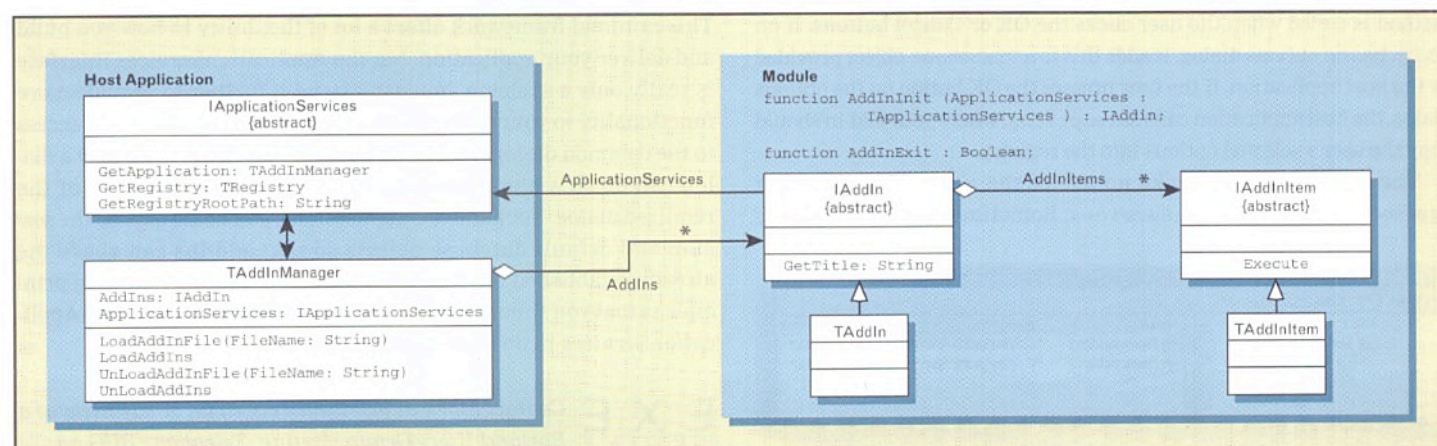 Host Application
IApplicationServices
{abstract}
GetApplication: TAddInManager
GetRegistry: TRegistry
GetRegistryRootPath: String
TAddInManager
AddIns: IAddIn
ApplicationServices: IApplicationServices
LoadAddInFile(FileName: String)
LoadAddIns
UnLoadAddInFile(FileName: String)
UnLoadAddIns
ApplicationServices
*
AddIns
Module
function AddInInit (ApplicationServices :
IApplicationServices ) : IAddin;
function AddInExit : Boolean;
IAddIn
{abstract}
GetTitle: String
TAddIn
AddInItems
*
IAddInItem
{abstract}
Execute
TAddInItem